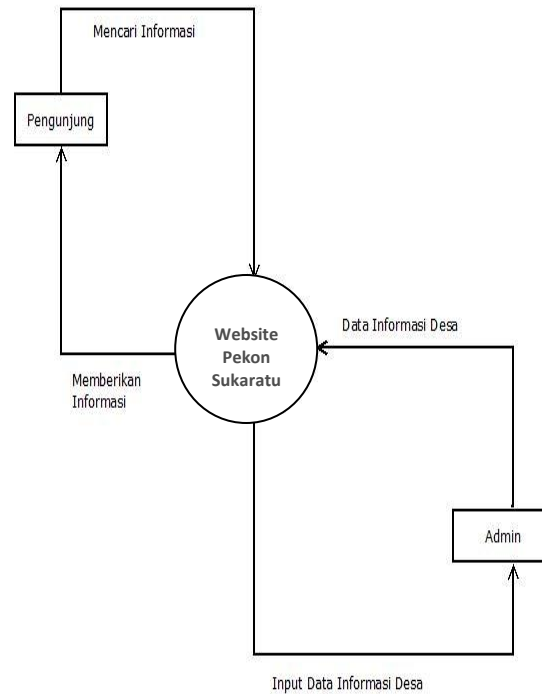 Mencari Informasi
Pengunjung
Website
Pekon
Sukaratu
Data Informasi Desa
Memberikan
Informasi
Admin
Input Data Informasi Desa